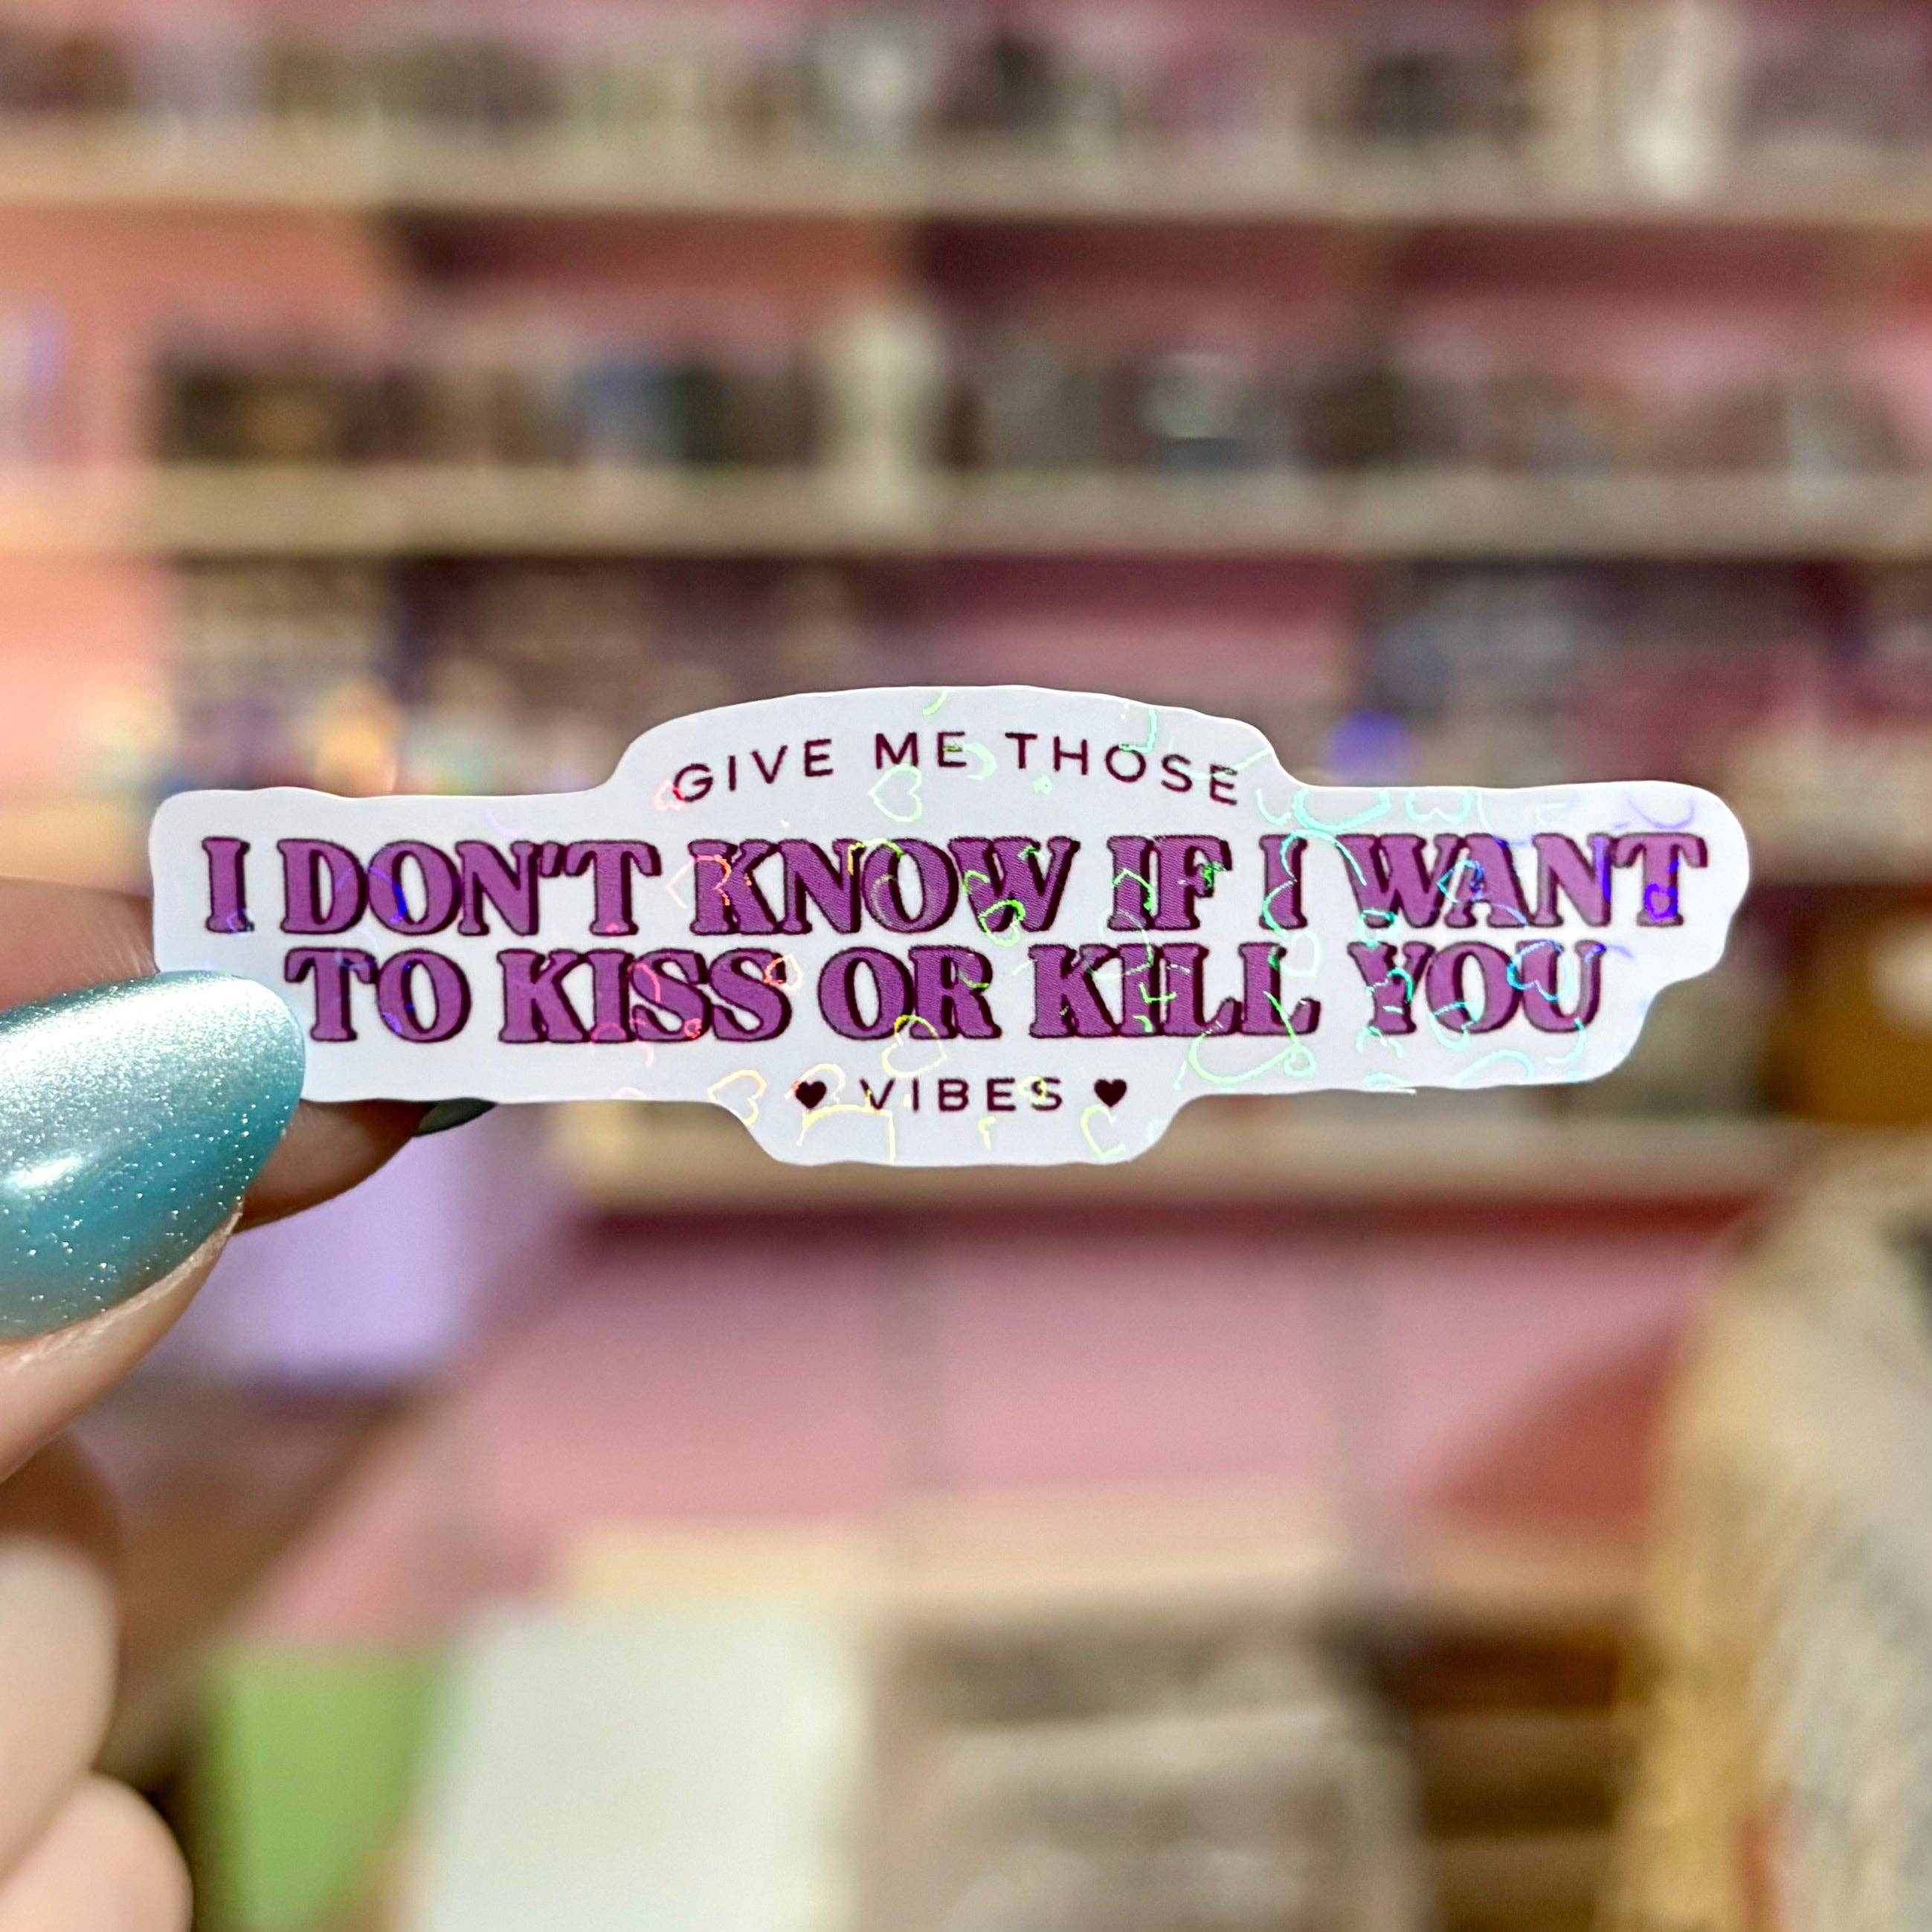 GIVE ME THOSE
I DON'T KNOW IF I WANT
TO KISS OR KILL YOU
♥ VIBES ♥